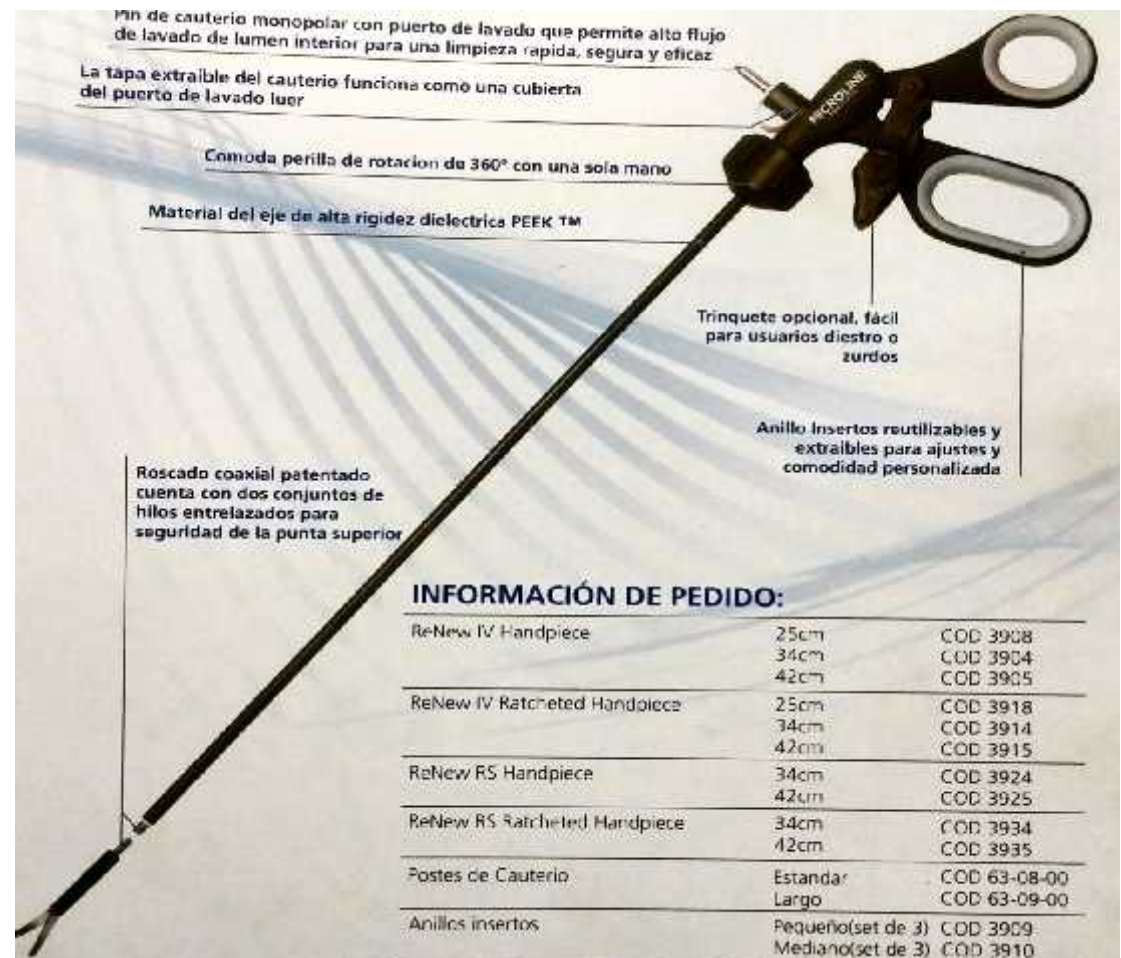 Pin de cauterio monopolar con puerto de lavado que permite alto flujo
de lavado de lumen interior para una limpieza rapida, segura y eficaz
La tapa extraible del cauterio funciona como una cubierta
del puerto de lavado luer
MICROLINE
Comoda perilla de rotacion de 360° con una sola mano
Material del eje de alta rigidez dielectrica PEEK ™
Trinquete opcional, fácil
para usuarios diestro o
zurdos
Anillo Insertos reutilizables y
extraibles para ajustes y
comodidad personalizada
Roscado coaxial patentado
cuenta con dos conjuntos de
hilos entrelazados para
seguridad de la punta superior
INFORMACIÓN DE PEDIDO:
ReNew IV Handpiece 25cm COD 3908
34cm COD 3904
42cm COD 3905
ReNew IV Ratcheted Handpiece 25cm COD 3918
34cm COD 3914
42cm COD 3915
ReNew RS Handpiece 34cm COD 3924
42cm COD 3925
ReNew RS Ratcheted Handpiece 34cm COD 3934
42cm COD 3935
Postes de Cauterio Estandar COD 63-08-00
Largo COD 63-09-00
Anillos insertos Pequeño(set de 3) COD 3909
Mediano(set de 3) COD 3910